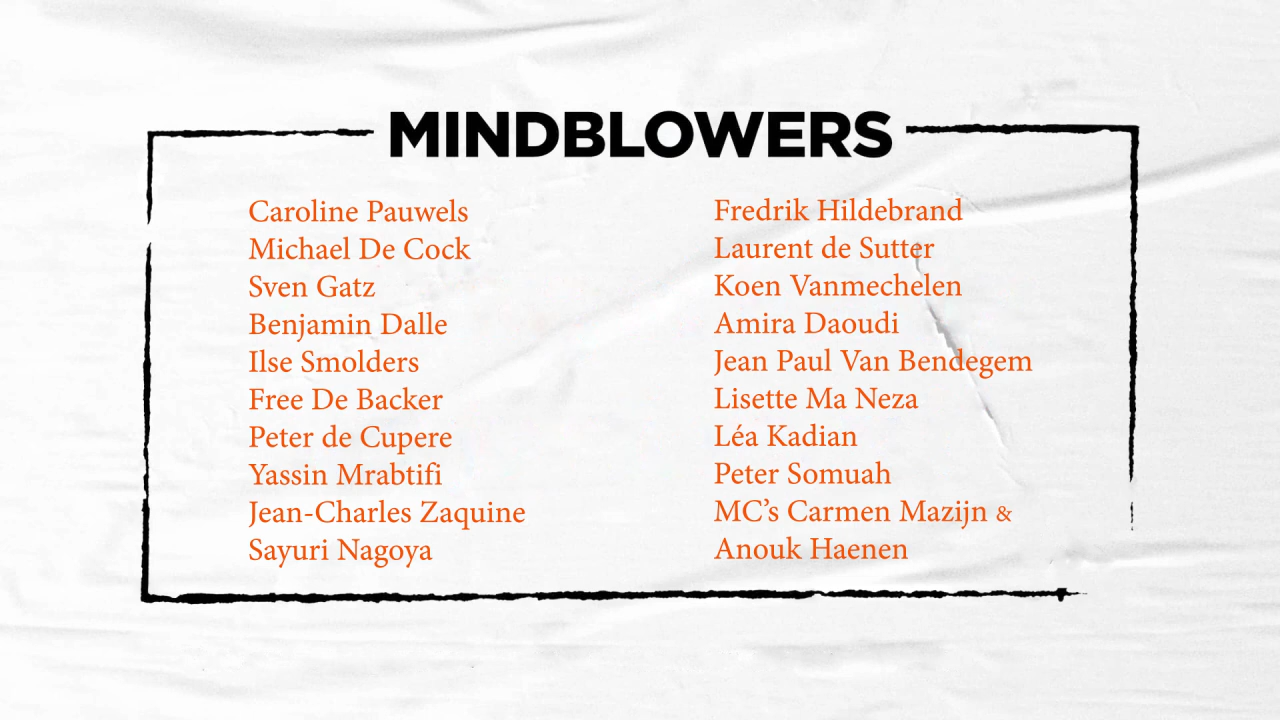 MINDBLOWERS
Caroline Pauwels
Michael De Cock
Sven Gatz
Benjamin Dalle
Ilse Smolders
Free De Backer
Peter de Cupere
Yassin Mrabtifi
Jean-Charles Zaquine
Sayuri Nagoya
Fredrik Hildebrand
Laurent de Sutter
Koen Vanmechelen
Amira Daoudi
Jean Paul Van Bendegem
Lisette Ma Neza
Léa Kadian
Peter Somuah
MC’s Carmen Mazijn &
Anouk Haenen